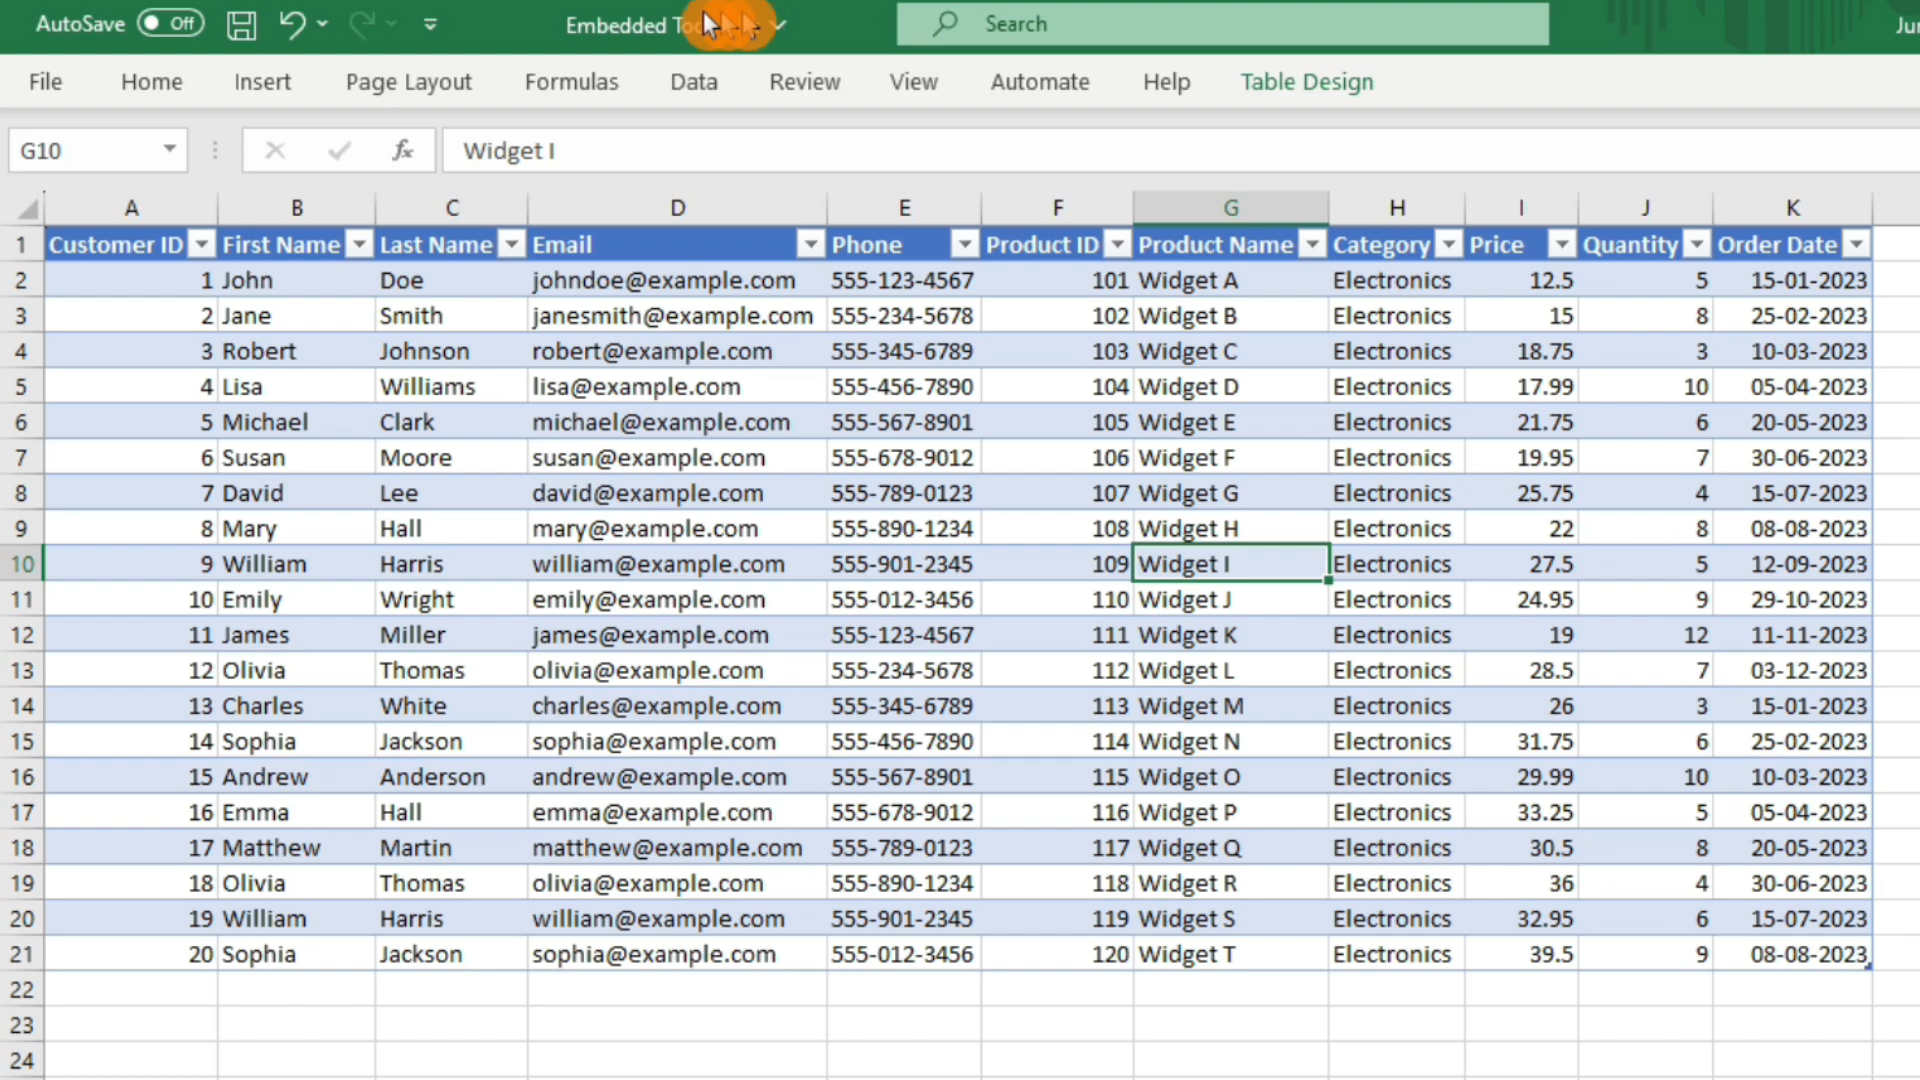 AutoSave Off Embedded Search
File Home Insert Page Layout Formulas Data Review View Automate Help Table Design
G10 fx Widget I
A B C D E F G H I J K
1 Customer ID First Name Last Name Email Phone Product ID Product Name Category Price Quantity Order Date
2 1 John Doe johndoe@example.com 555-123-4567 101 Widget A Electronics 12.5 5 15-01-2023
3 2 Jane Smith janesmith@example.com 555-234-5678 102 Widget B Electronics 15 8 25-02-2023
4 3 Robert Johnson robert@example.com 555-345-6789 103 Widget C Electronics 18.75 3 10-03-2023
5 4 Lisa Williams lisa@example.com 555-456-7890 104 Widget D Electronics 17.99 10 05-04-2023
6 5 Michael Clark michael@example.com 555-567-8901 105 Widget E Electronics 21.75 6 20-05-2023
7 6 Susan Moore susan@example.com 555-678-9012 106 Widget F Electronics 19.95 7 30-06-2023
8 7 David Lee david@example.com 555-789-0123 107 Widget G Electronics 25.75 4 15-07-2023
9 8 Mary Hall mary@example.com 555-890-1234 108 Widget H Electronics 22 8 08-08-2023
10 9 William Harris william@example.com 555-901-2345 109 Widget I Electronics 27.5 5 12-09-2023
11 10 Emily Wright emily@example.com 555-012-3456 110 Widget J Electronics 24.95 9 29-10-2023
12 11 James Miller james@example.com 555-123-4567 111 Widget K Electronics 19 12 11-11-2023
13 12 Olivia Thomas olivia@example.com 555-234-5678 112 Widget L Electronics 28.5 7 03-12-2023
14 13 Charles White charles@example.com 555-345-6789 113 Widget M Electronics 26 3 15-01-2023
15 14 Sophia Jackson sophia@example.com 555-456-7890 114 Widget N Electronics 31.75 6 25-02-2023
16 15 Andrew Anderson andrew@example.com 555-567-8901 115 Widget O Electronics 29.99 10 10-03-2023
17 16 Emma Hall emma@example.com 555-678-9012 116 Widget P Electronics 33.25 5 05-04-2023
18 17 Matthew Martin matthew@example.com 555-789-0123 117 Widget Q Electronics 30.5 8 20-05-2023
19 18 Olivia Thomas olivia@example.com 555-890-1234 118 Widget R Electronics 36 4 30-06-2023
20 19 William Harris william@example.com 555-901-2345 119 Widget S Electronics 32.95 6 15-07-2023
21 20 Sophia Jackson sophia@example.com 555-012-3456 120 Widget T Electronics 39.5 9 08-08-2023
22
23
24